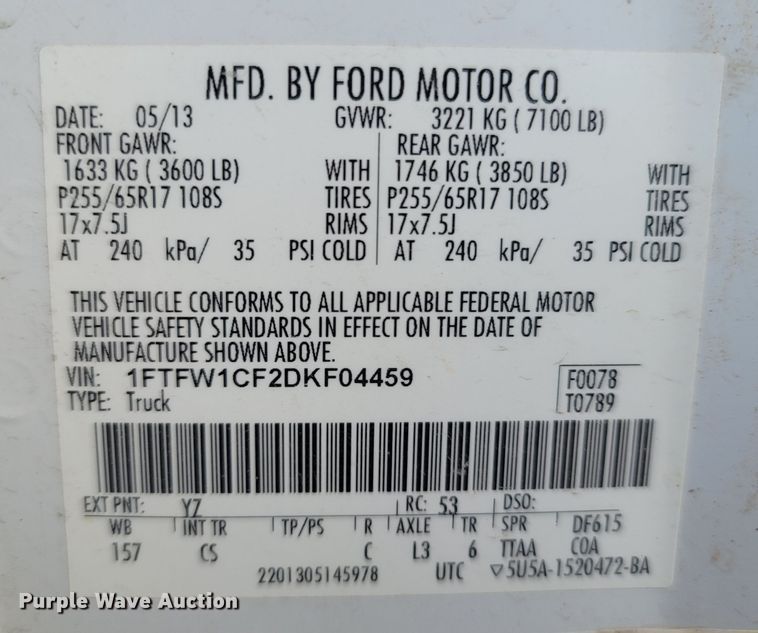 MFD. BY FORD MOTOR CO.
DATE: 05/13 GVWR: 3221 KG ( 7100 LB)
FRONT GAWR: REAR GAWR:
1633 KG ( 3600 LB) WITH 1746 KG ( 3850 LB) WITH
P255/65R17 108S TIRES P255/65R17 108S TIRES
17x7.5J RIMS 17x7.5J RIMS
AT 240 kPa/ 35 PSI COLD AT 240 kPa/ 35 PSI COLD
THIS VEHICLE CONFORMS TO ALL APPLICABLE FEDERAL MOTOR
VEHICLE SAFETY STANDARDS IN EFFECT ON THE DATE OF
MANUFACTURE SHOWN ABOVE.
VIN: 1FTFW1CF2DKF04459 F0078
TYPE: Truck T0789
EXT PNT: YZ RC: 53 DSO:
WB INT TR TP/PS R AXLE TR SPR DF615
157 CS C L3 6 TTAA COA
2201305145978 UTC ▽5U5A-1520472-BA
Purple Wave Auction